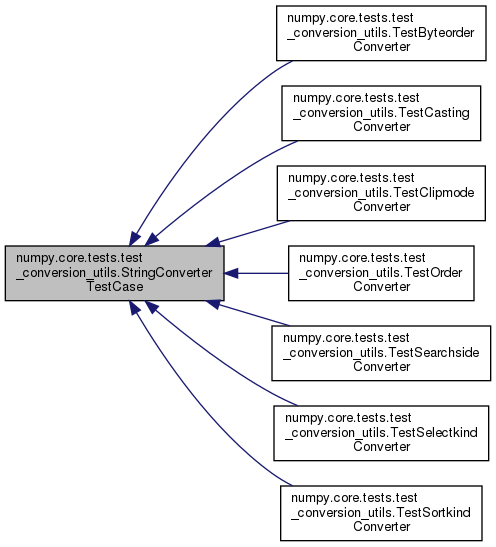 numpy.core.tests.test
_conversion_utils.TestByteorder
Converter
numpy.core.tests.test
_conversion_utils.TestCasting
Converter
numpy.core.tests.test
_conversion_utils.TestClipmode
Converter
numpy.core.tests.test
_conversion_utils.StringConverter
TestCase
numpy.core.tests.test
_conversion_utils.TestOrder
Converter
numpy.core.tests.test
_conversion_utils.TestSearchside
Converter
numpy.core.tests.test
_conversion_utils.TestSelectkind
Converter
numpy.core.tests.test
_conversion_utils.TestSortkind
Converter